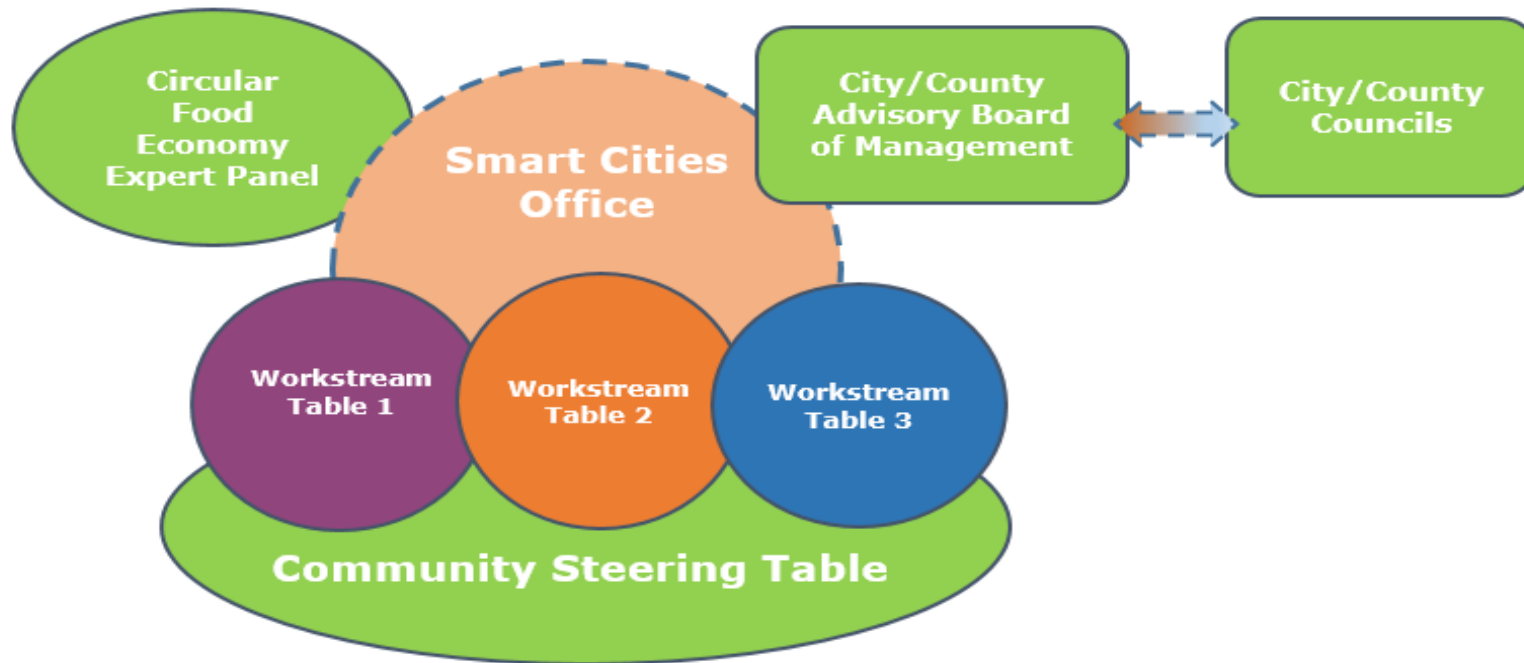 Circular
Food
Economy
Expert Panel
Smart Cities
Office
City/County
Advisory Board
of Management
City/County
Councils
Workstream
Table 1
Workstream
Table 2
Workstream
Table 3
Community Steering Table